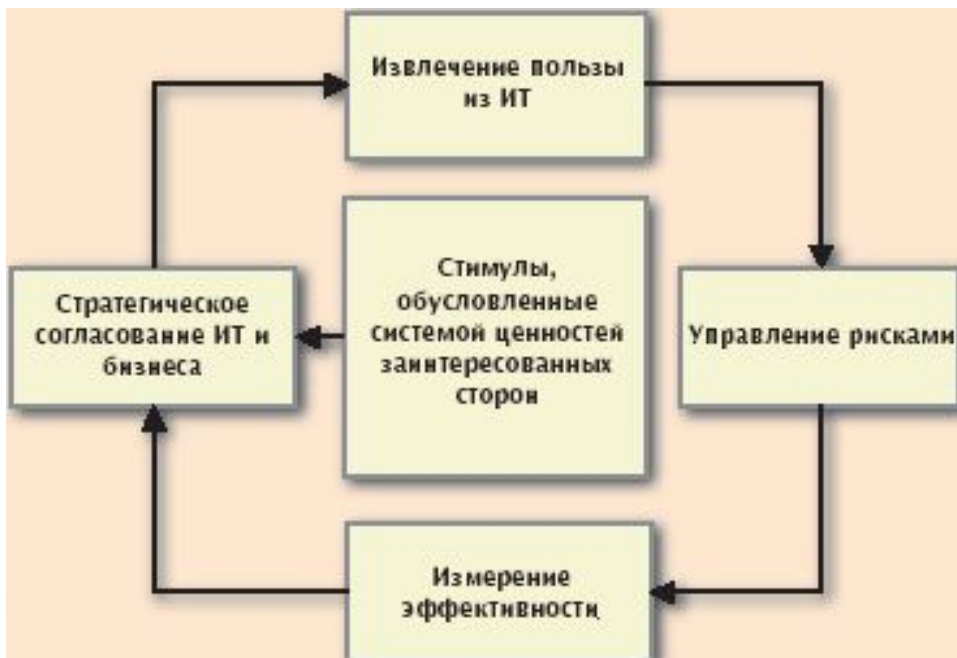 Извлечение пользы
из ИТ
Стимулы,
обусловленные
системой ценностей
заинтересованных
сторон
Стратегическое
согласование ИТ и
бизнеса
Управление рисками
Измерение
эффективности